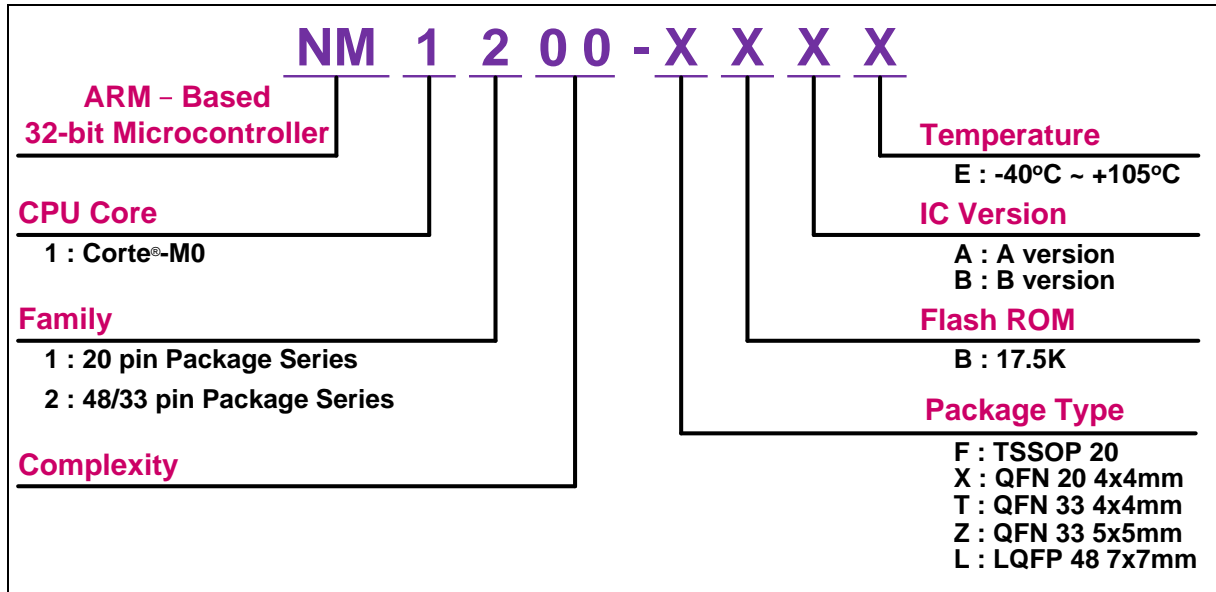 NM 1 2 0 0 - X X X X
ARM – Based
32-bit Microcontroller
CPU Core
1 : Corte®-M0
Family
1 : 20 pin Package Series
2 : 48/33 pin Package Series
Complexity
Temperature
E : -40ºC ~ +105ºC
IC Version
A : A version
B : B version
Flash ROM
B : 17.5K
Package Type
F : TSSOP 20
X : QFN 20 4x4mm
T : QFN 33 4x4mm
Z : QFN 33 5x5mm
L : LQFP 48 7x7mm